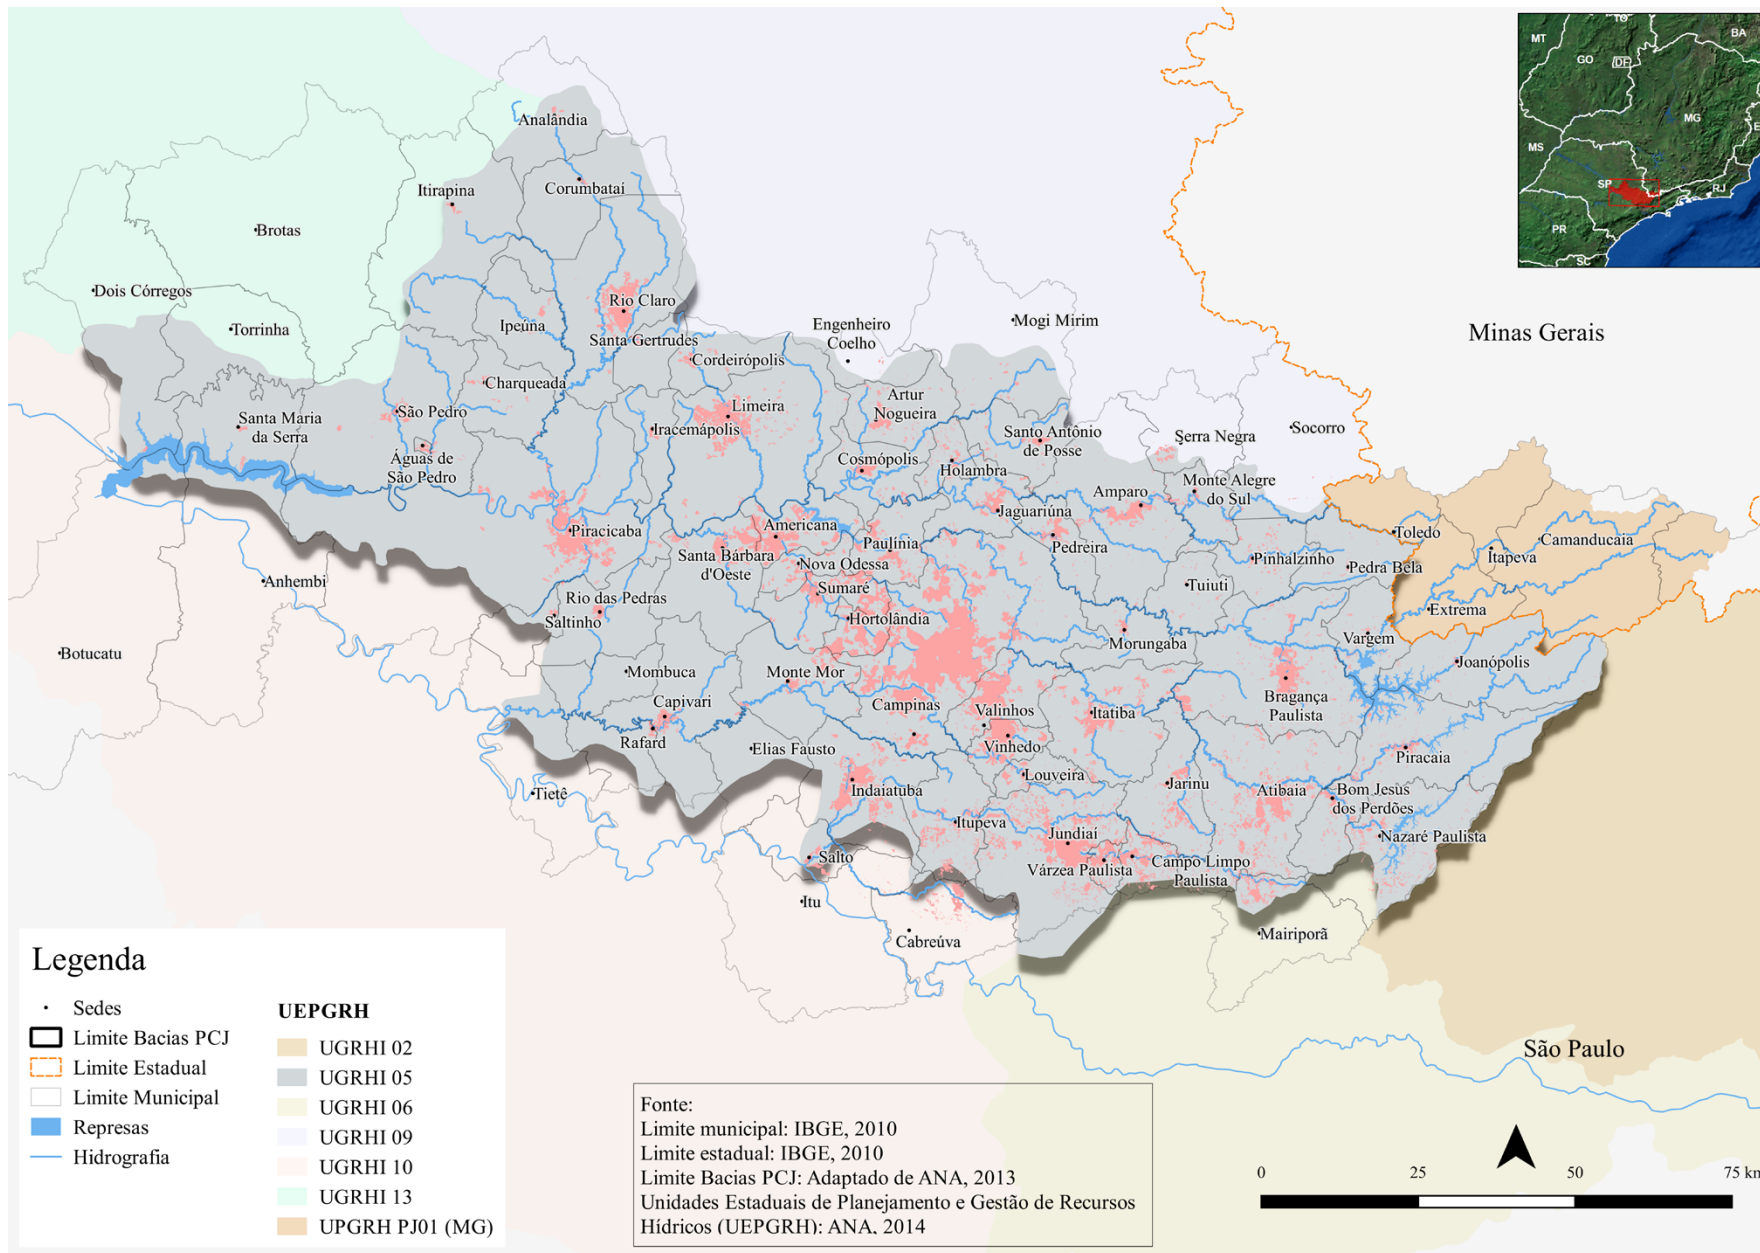 TO
BA
MT
GO
DF
MG
E
MS
SP
RJ
PR
SC
Analândia
Corumbataí
Itirapina
Brotas
Dois Córregos
Torrinha
Rio Claro
Ipeúna
Santa Gertrudes
Engenheiro
Coelho
Mogi Mirim
Minas Gerais
Cordeirópolis
Charqueada
São Pedro
Santa Maria
da Serra
Limeira
Iracemápolis
Artur
Nogueira
Santo Antônio
de Posse
Serra Negra
Socorro
Águas de
São Pedro
Cosmópolis
Holambra
Monte Alegre
do Sul
Amparo
Jaguariúna
Piracicaba
Americana
Paulínia
Pedreira
Toledo
Camanducaia
Itapeva
Santa Bárbara
d'Oeste
Nova Odessa
Pinhalzinho
Pedra Bela
Anhembi
Sumaré
Tuiuti
Rio das Pedras
Saltinho
Hortolândia
Extrema
Vargem
Morungaba
Botucatu
Mombuca
Monte Mor
Joanópolis
Bragança
Paulista
Capivari
Campinas
Valinhos
Itatiba
Rafard
Elias Fausto
Vinhedo
Piracaia
Louveira
Tietê
Indaiatuba
Jarinu
Atibaia
Bom Jesus
dos Perdões
Itupeva
Jundiaí
Nazaré Paulista
Salto
Várzea Paulista
Campo Limpo
Paulista
Itu
Cabreúva
Mairiporã
São Paulo
Legenda
Sedes
Limite Bacias PCJ
Limite Estadual
Limite Municipal
Represas
Hidrografia
UEPGRH
UGRHI 02
UGRHI 05
UGRHI 06
UGRHI 09
UGRHI 10
UGRHI 13
UPGRH PJ01 (MG)
Fonte:
Limite municipal: IBGE, 2010
Limite estadual: IBGE, 2010
Limite Bacias PCJ: Adaptado de ANA, 2013
Unidades Estaduais de Planejamento e Gestão de Recursos
Hídricos (UEPGRH): ANA, 2014
0 25 50 75 km